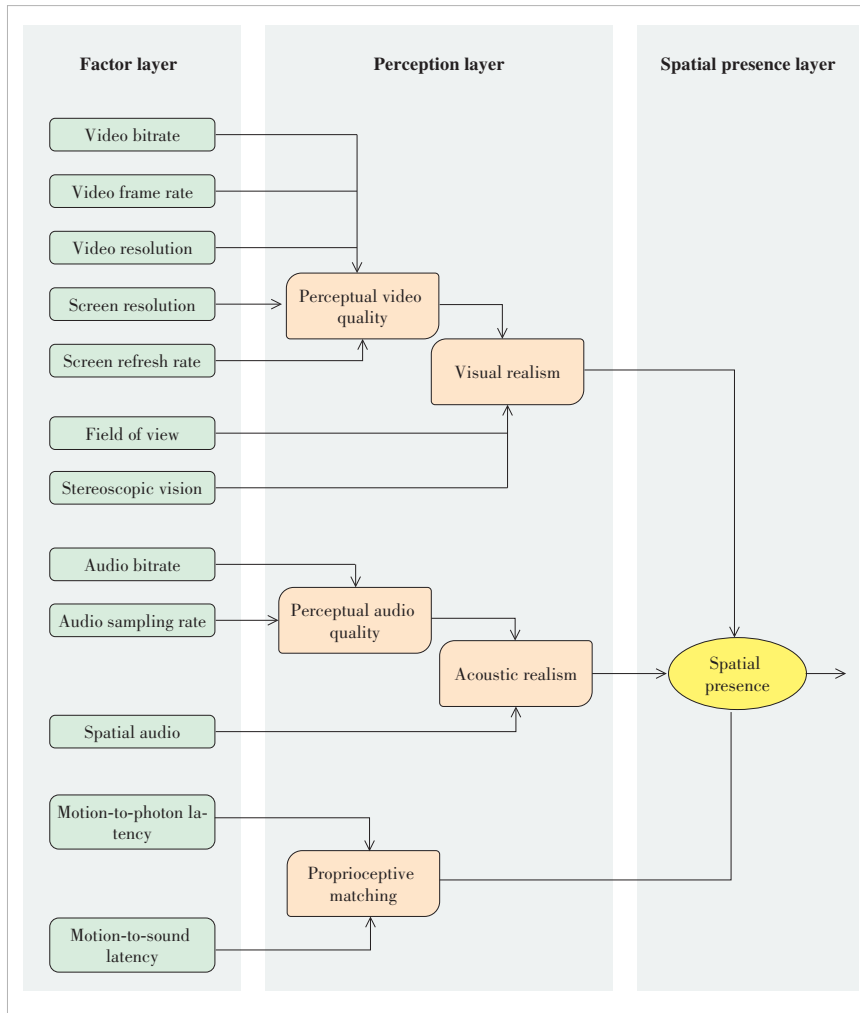 Factor layer
Perception layer
Spatial presence layer
Video bitrate
Video frame rate
Video resolution
Screen resolution
Screen refresh rate
Field of view
Stereoscopic vision
Audio bitrate
Audio sampling rate
Spatial audio
Motion-to-photon la-
tency
Motion-to-sound
latency
Perceptual video
quality
Visual realism
Perceptual audio
quality
Acoustic realism
Proprioceptive
matching
Spatial
presence